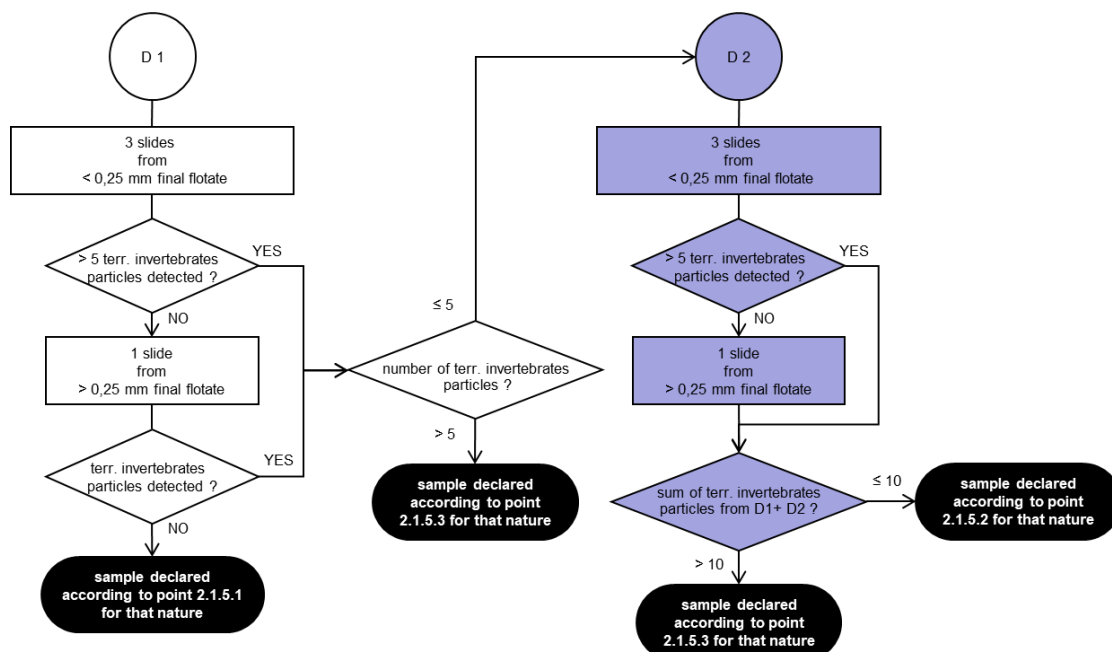 D 1
3 slides
from
< 0,25 mm final flotate
> 5 terr. invertebrates
particles detected ?
YES
NO
1 slide
from
> 0,25 mm final flotate
terr. invertebrates
particles detected ?
YES
NO
sample declared
according to point 2.1.5.1
for that nature
≤ 5
number of terr. invertebrates
particles ?
> 5
sample declared
according to point
2.1.5.3 for that nature
D 2
3 slides
from
< 0,25 mm final flotate
> 5 terr. invertebrates
particles detected ?
YES
NO
1 slide
from
> 0,25 mm final flotate
sum of terr. invertebrates
particles from D1+ D2 ?
≤ 10
sample declared
according to point
2.1.5.2 for that nature
> 10
sample declared
according to point
2.1.5.3 for that nature